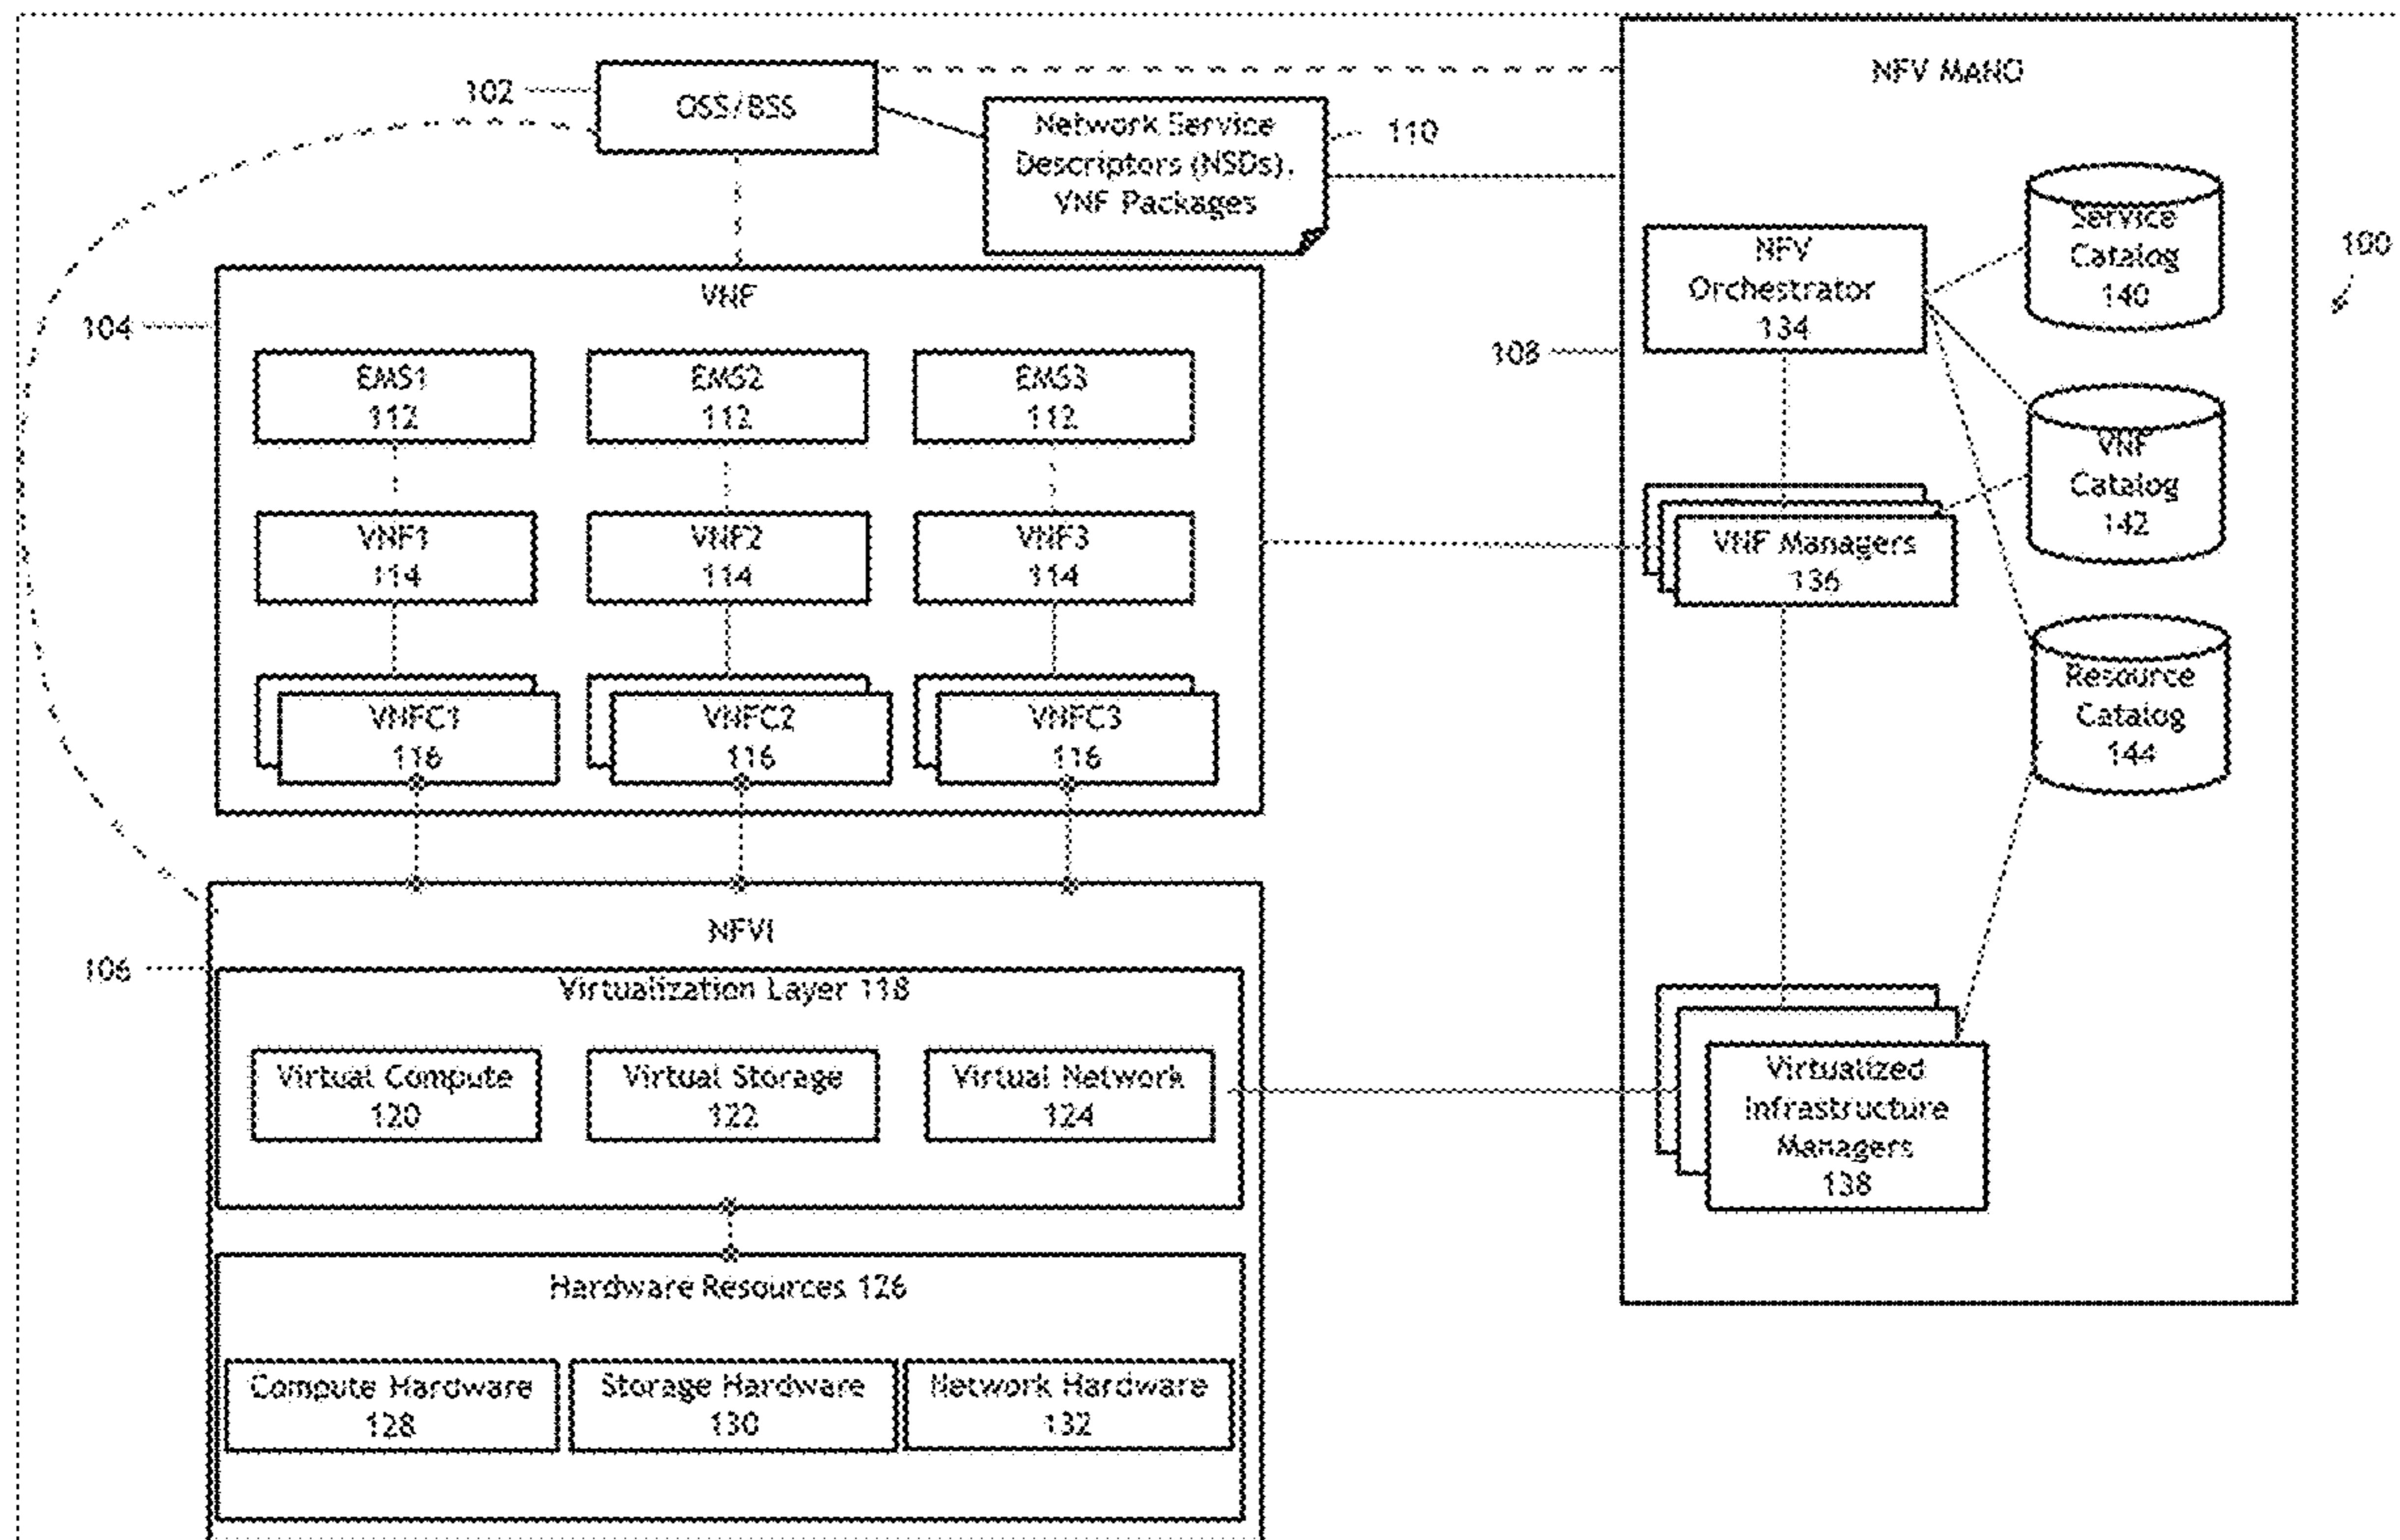 102
OSS/BSS
Network Service
Descriptors (NSDs),
VNF Packages
110
NFV MANO
100
104
VNF
EMS1
112
EMS2
112
EMS3
112
VNF1
114
VNF2
114
VNF3
114
VNFC1
116
VNFC2
116
VNFC3
116
108
NFV
Orchestrator
134
Service
Catalog
140
VNF
Catalog
142
VNF Managers
136
Resource
Catalog
144
Virtualized
Infrastructure
Managers
138
106
NFVI
Virtualization Layer 118
Virtual Compute
120
Virtual Storage
122
Virtual Network
124
Hardware Resources 126
Compute Hardware
128
Storage Hardware
130
Network Hardware
132